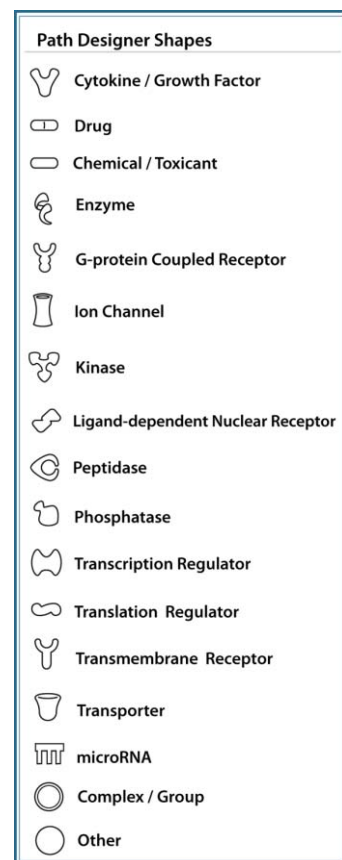 Path Designer Shapes
Cytokine / Growth Factor
Drug
Chemical / Toxicant
Enzyme
G-protein Coupled Receptor
Ion Channel
Kinase
Ligand-dependent Nuclear Receptor
Peptidase
Phosphatase
Transcription Regulator
Translation Regulator
Transmembrane Receptor
Transporter
microRNA
Complex / Group
Other